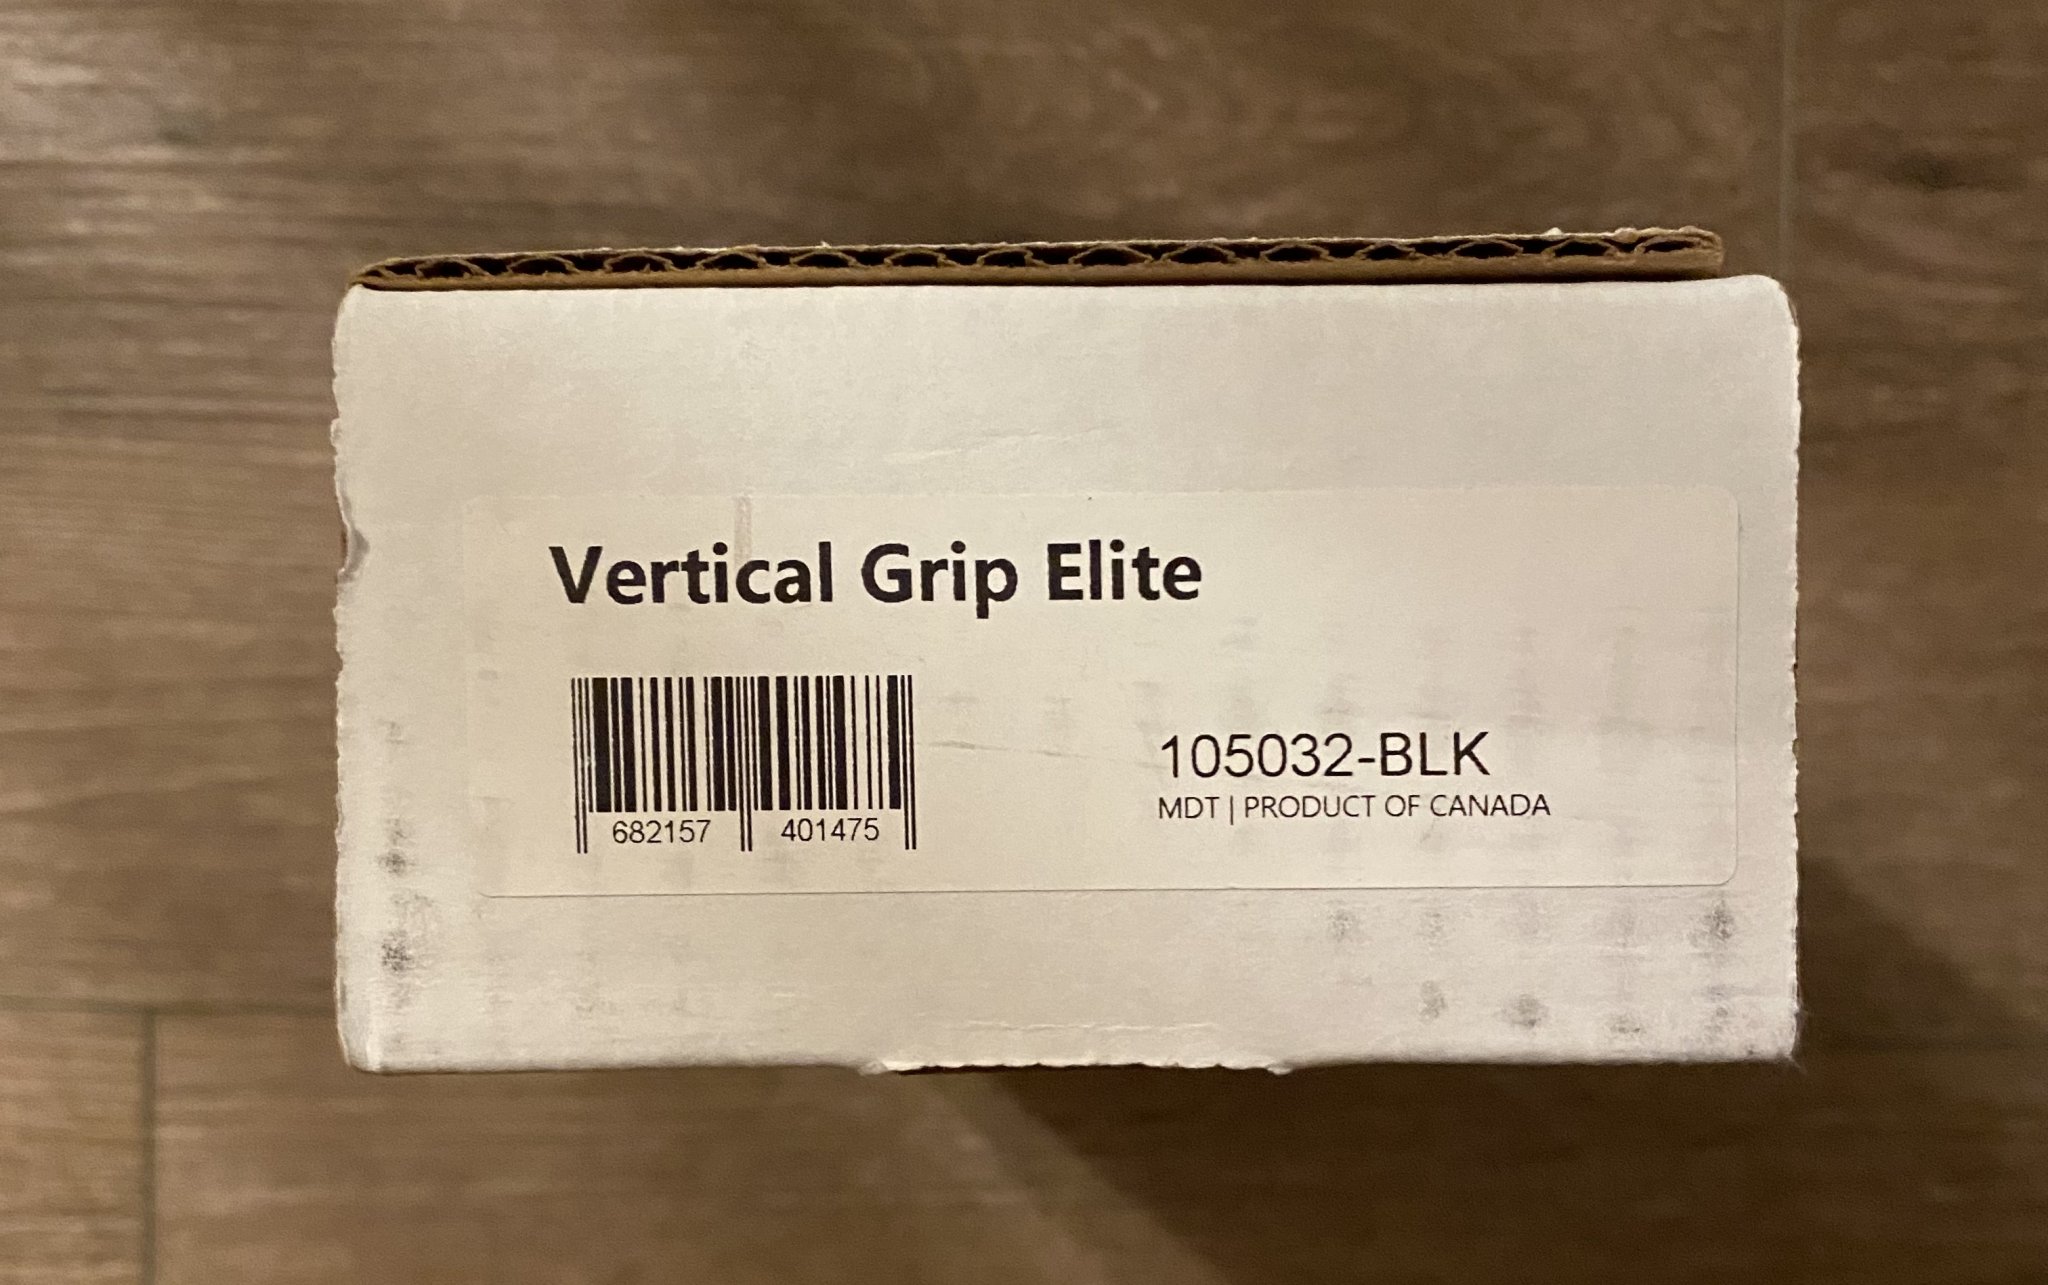 Vertical Grip Elite
682157 401475
105032-BLK
MDT | PRODUCT OF CANADA